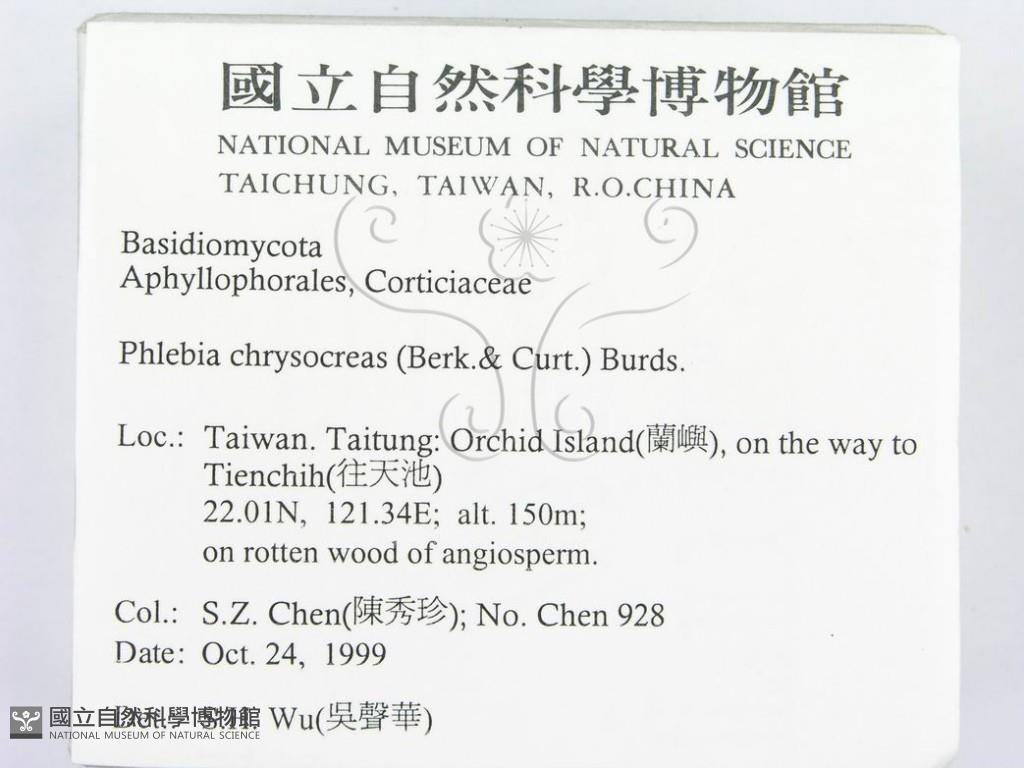 國立自然科學博物館
NATIONAL MUSEUM OF NATURAL SCIENCE
TAICHUNG, TAIWAN, R.O.CHINA
Basidiomycota
Aphyllophorales, Corticiaceae
Phlebia chrysocreas (Berk.& Curt.) Burds.
Loc.: Taiwan. Taitung: Orchid Island(蘭嶼), on the way to
Tienchih(往天池)
22.01N, 121.34E; alt. 150m;
on rotten wood of angiosperm.
Col.: S.Z. Chen(陳秀珍); No. Chen 928
Date: Oct. 24, 1999
S.H. Wu(吳聲華)
國立自然科學博物館
NATIONAL MUSEUM OF NATURAL SCIENCE